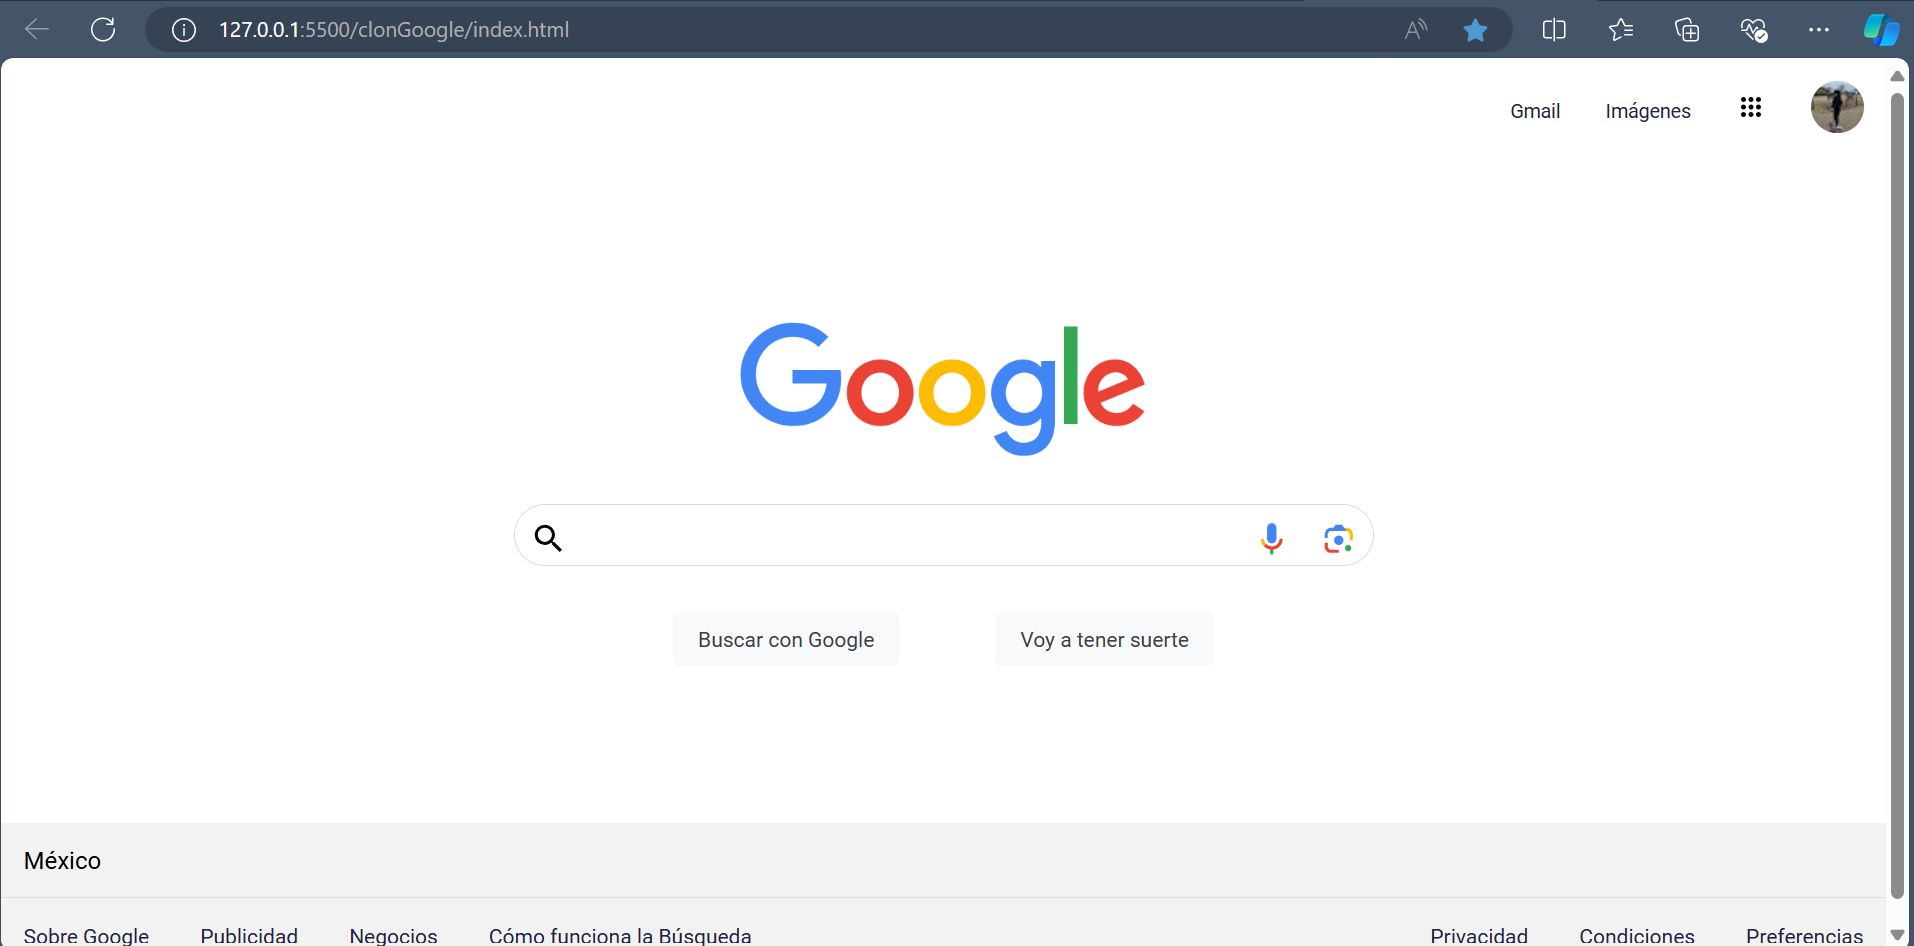 127.0.0.1:5500/clonGoogle/index.html
Gmail Imágenes
Google
Buscar con Google Voy a tener suerte
México
Sobre Google Publicidad Negocios Cómo funciona la Búsqueda Privacidad Condiciones Preferencias